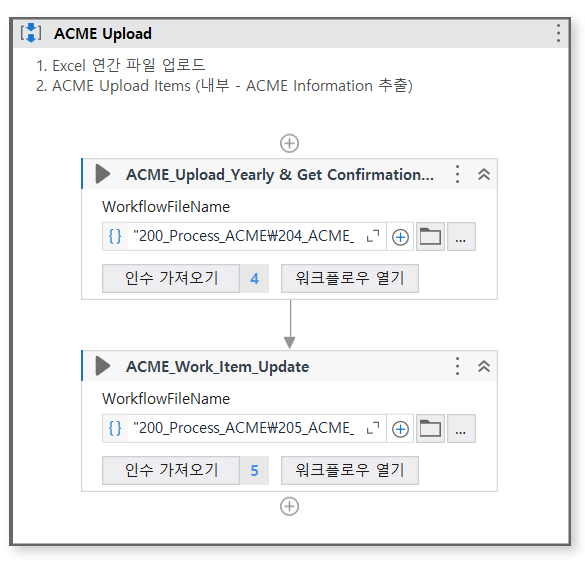 ACME Upload
1. Excel 연간 파일 업로드
2. ACME Upload Items (내부 - ACME Information 추출)
ACME_Upload_Yearly & Get Confirmation...
WorkflowFileName
"200_Process_ACME₩204_ACME_
...
인수 가져오기 4 워크플로우 열기
ACME_Work_Item_Update
WorkflowFileName
"200_Process_ACME₩205_ACME_
...
인수 가져오기 5 워크플로우 열기